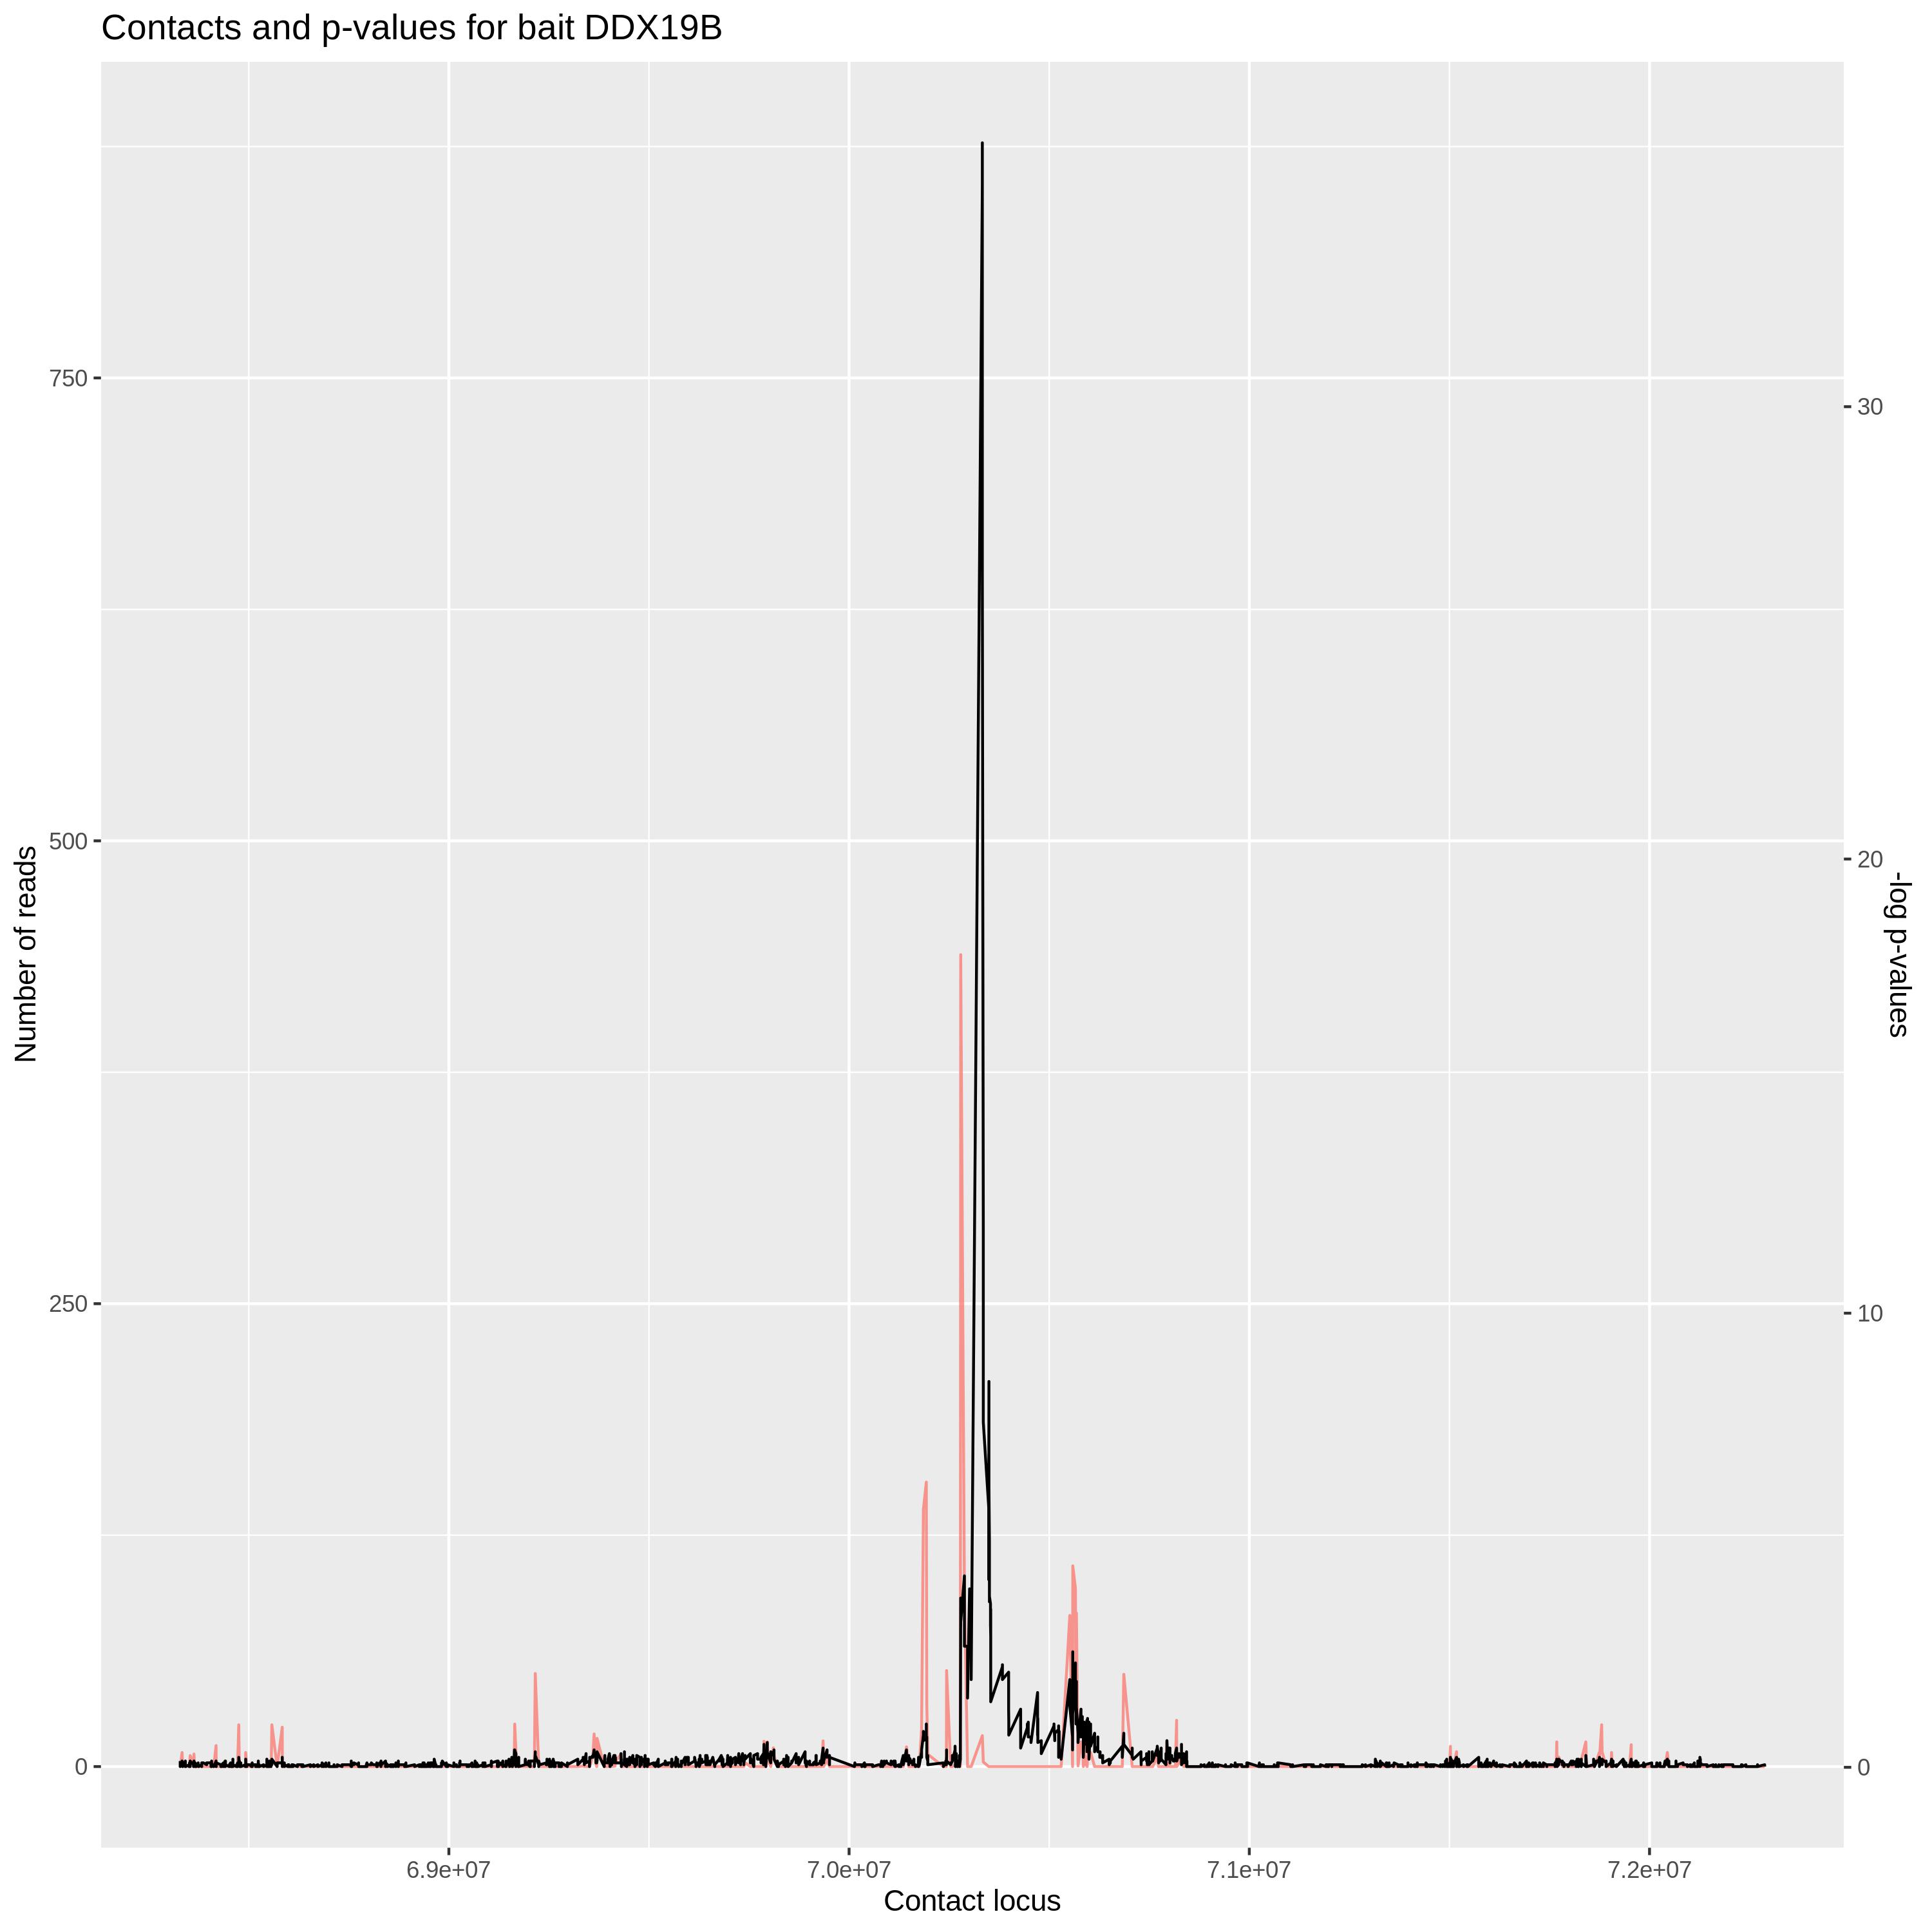 Contacts and p-values for bait DDX19B
750
500
250
0
Number of reads
30
20
10
0
-log p-values
6.9e+07
7.0e+07
7.1e+07
7.2e+07
Contact locus